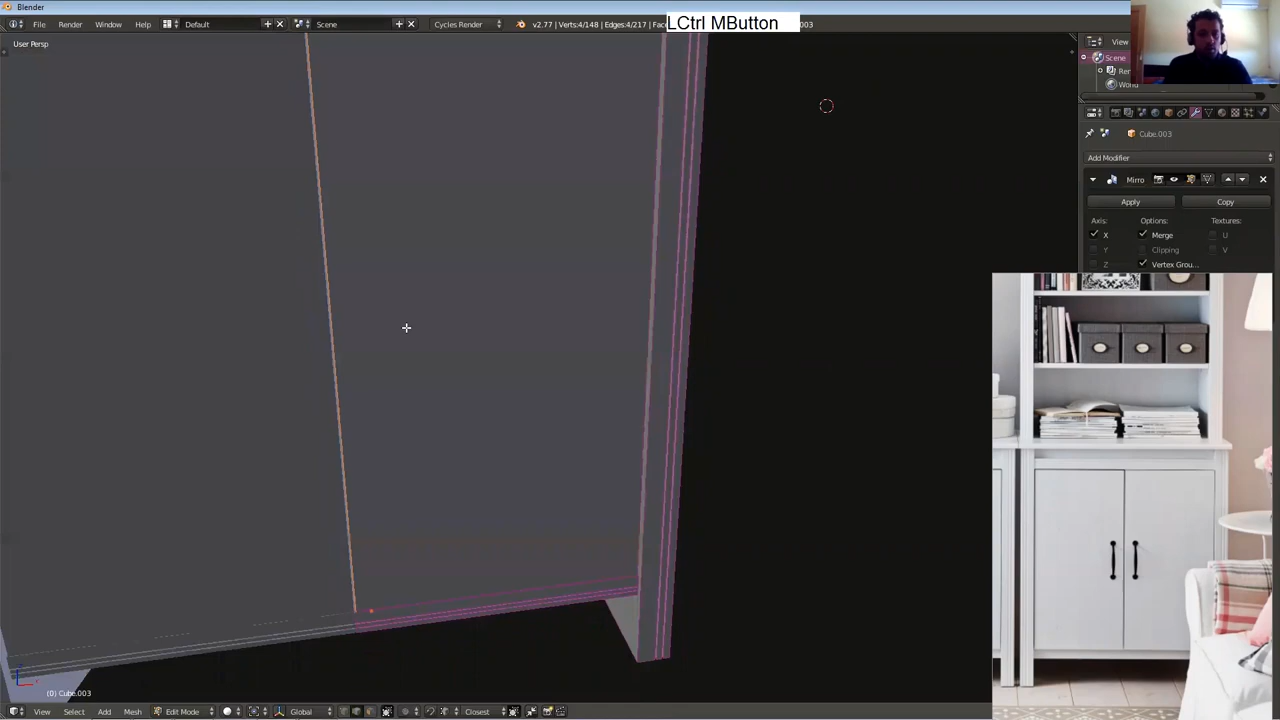 Blender
File Render Window Help Default Scene Cycles Render v2.77 | Verts:4/148 | Edges:4/217 | Fac LCtrl MButton 003
User Persp
View
Scene
Ren
World
Cube.003
Add Modifier
Mirro
Apply Copy
Axis: Options: Textures:
X Merge U
Y Clipping V
Z Vertex Grou...
(0) Cube.003
View Select Add Mesh Edit Mode Global Closest